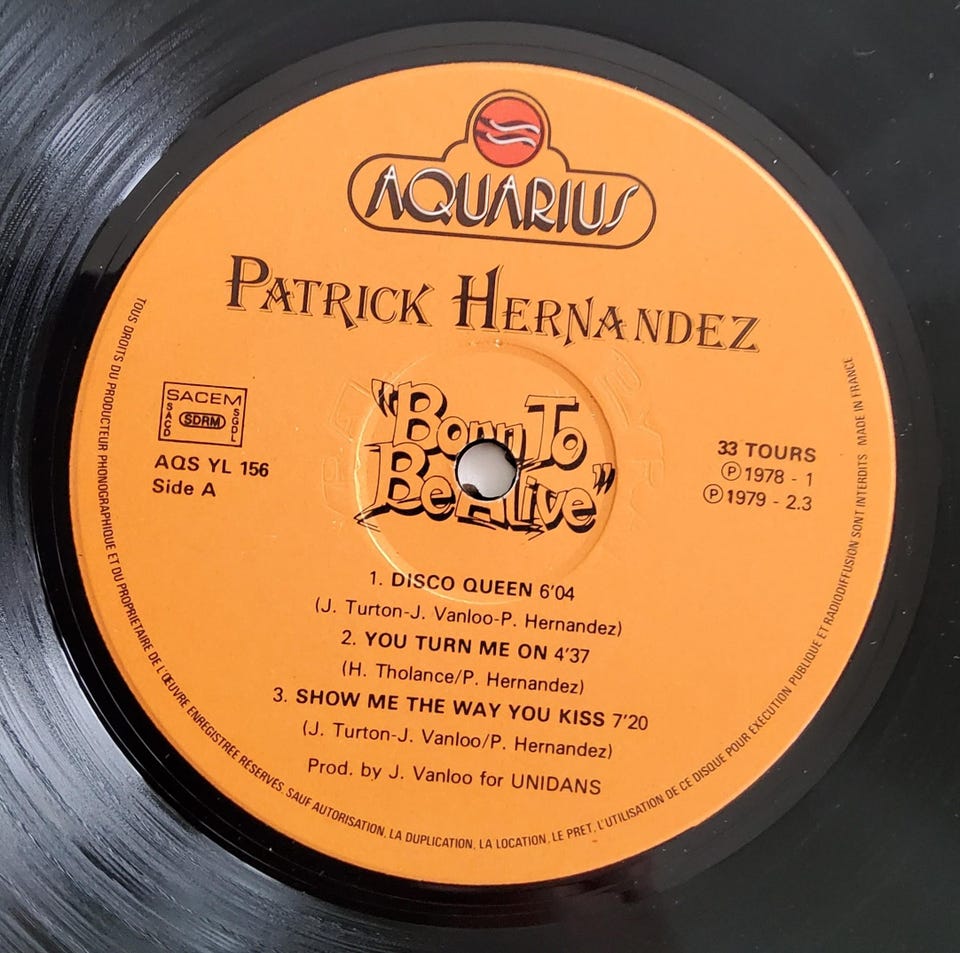 AQUARIUS
PATRICK HERNANDEZ
"Born To
Be Alive"
SACEM
SACD
SDRM
SGDL
AQS YL 156
Side A
33 TOURS
Ⓟ 1978 - 1
Ⓟ 1979 - 2.3
1. DISCO QUEEN 6'04
(J. Turton-J. Vanloo-P. Hernandez)
2. YOU TURN ME ON 4'37
(H. Tholance/P. Hernandez)
3. SHOW ME THE WAY YOU KISS 7'20
(J. Turton-J. Vanloo/P. Hernandez)
Prod. by J. Vanloo for UNIDANS
TOUS DROITS DU PRODUCTEUR PHONOGRAPHIQUE ET DU PROPRIETAIRE DE L'ŒUVRE ENREGISTREE RESERVES. SAUF AUTORISATION, LA DUPLICATION, LA LOCATION, LE PRET, L'UTILISATION DE CE DISQUE POUR EXECUTION PUBLIQUE ET RADIODIFFUSION SONT INTERDITS MADE IN FRANCE